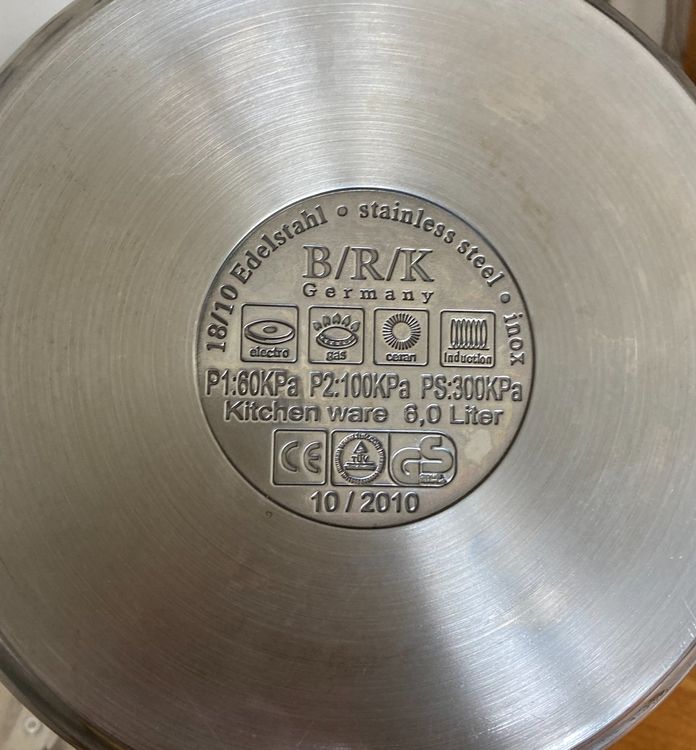 18/10 Edelstahl • stainless steel • inox
B/R/K
Germany
electro gas ceran Induction
P1:60KPa P2:100KPa PS:300KPa
Kitchen ware 6,0 Liter
CE TÜV GS
10 / 2010